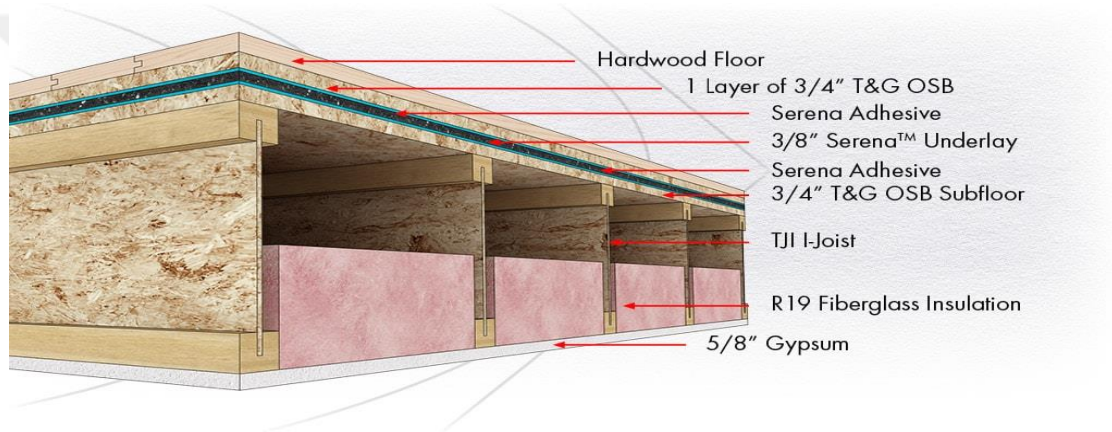 Hardwood Floor
1 Layer of 3/4" T&G OSB
Serena Adhesive
3/8" Serena™ Underlay
Serena Adhesive
3/4" T&G OSB Subfloor
TJI I-Joist
R19 Fiberglass Insulation
5/8" Gypsum